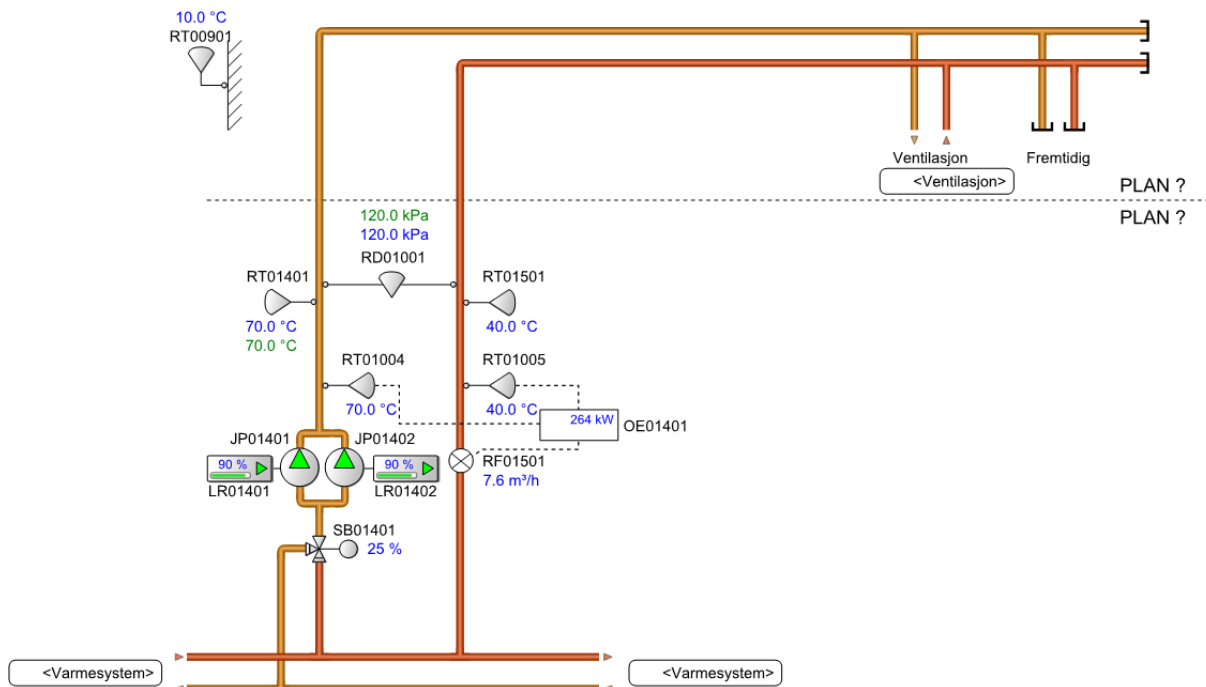 10.0 °C
RT00901
Ventilasjon
Fremtidig
<Ventilasjon>
PLAN ?
PLAN ?
120.0 kPa
120.0 kPa
RD01001
RT01401
RT01501
70.0 °C
40.0 °C
70.0 °C
RT01004
RT01005
70.0 °C
40.0 °C
264 kW
OE01401
JP01401
JP01402
90 %
90 %
RF01501
LR01401
LR01402
7.6 m³/h
SB01401
25 %
<Varmesystem>
<Varmesystem>